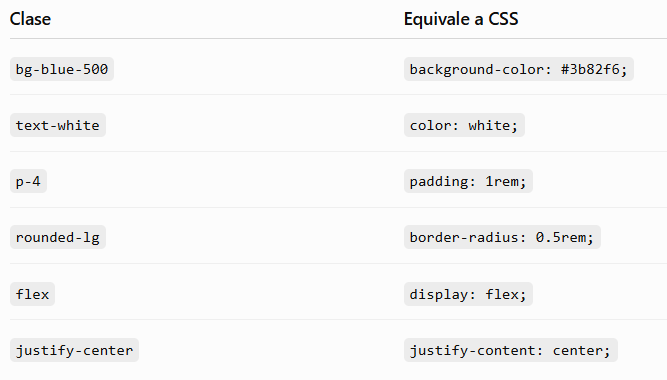 Clase Equivale a CSS
bg-blue-500 background-color: #3b82f6;
text-white color: white;
p-4 padding: 1rem;
rounded-lg border-radius: 0.5rem;
flex display: flex;
justify-center justify-content: center;